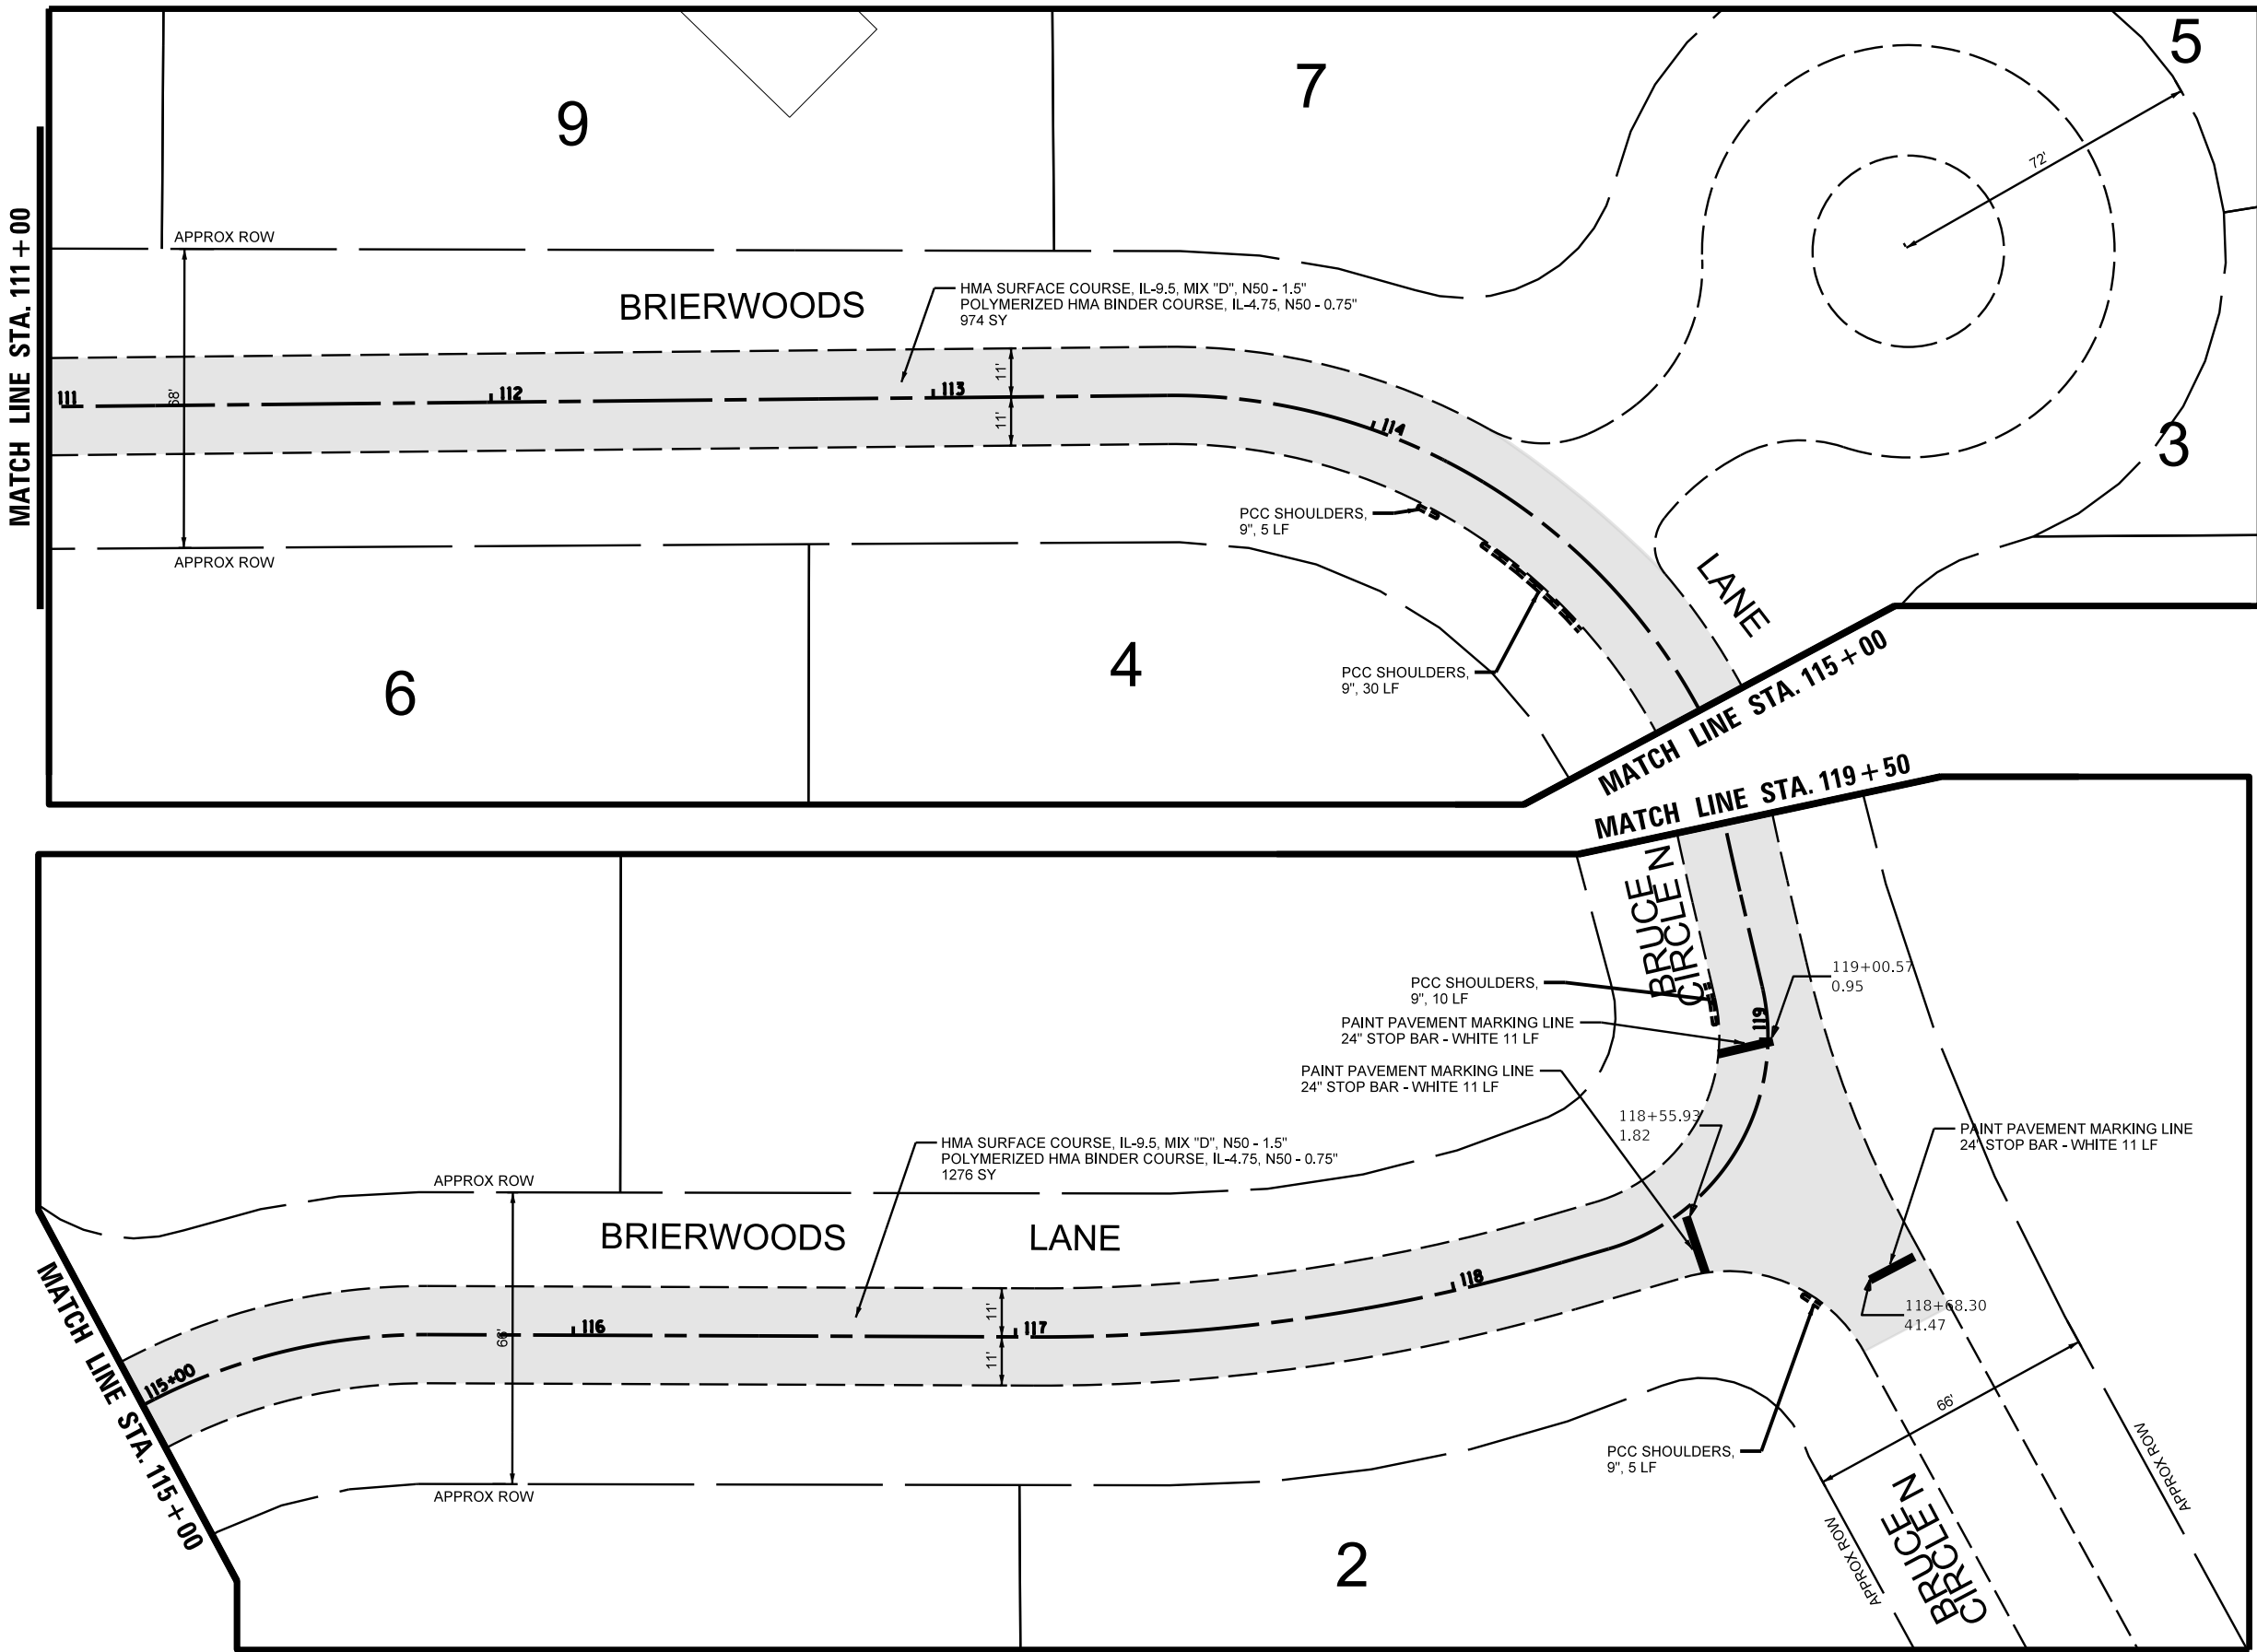 5
7
9
72'
MATCH LINE STA. 111+00
APPROX ROW
BRIERWOODS
HMA SURFACE COURSE, IL-9.5, MIX "D", N50 - 1.5"
POLYMERIZED HMA BINDER COURSE, IL-4.75, N50 - 0.75"
974 SY
11'
11'
111
112
113
114
68'
3
PCC SHOULDERS,
9", 5 LF
APPROX ROW
LANE
PCC SHOULDERS,
9", 30 LF
6
4
MATCH LINE STA. 115+00
MATCH LINE STA. 119+50
BRUCE
CIRCLE N
119+00.57
0.95
PCC SHOULDERS,
9", 10 LF
119
PAINT PAVEMENT MARKING LINE
24" STOP BAR - WHITE 11 LF
PAINT PAVEMENT MARKING LINE
24" STOP BAR - WHITE 11 LF
118+55.93
1.82
PAINT PAVEMENT MARKING LINE
24" STOP BAR - WHITE 11 LF
HMA SURFACE COURSE, IL-9.5, MIX "D", N50 - 1.5"
POLYMERIZED HMA BINDER COURSE, IL-4.75, N50 - 0.75"
1276 SY
APPROX ROW
BRIERWOODS LANE
118
118+68.30
41.47
11'
11'
116
117
66'
115+00
MATCH LINE STA. 115+00
66'
APPROX ROW
PCC SHOULDERS,
9", 5 LF
APPROX ROW
APPROX ROW
BRUCE
CIRCLE N
2